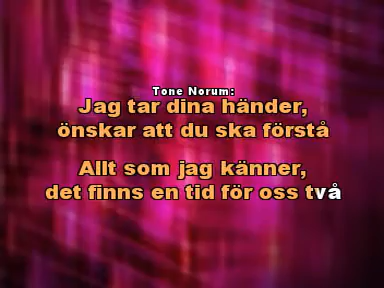 Tone Norum:
Jag tar dina händer,
önskar att du ska förstå
Allt som jag känner,
det finns en tid för oss två